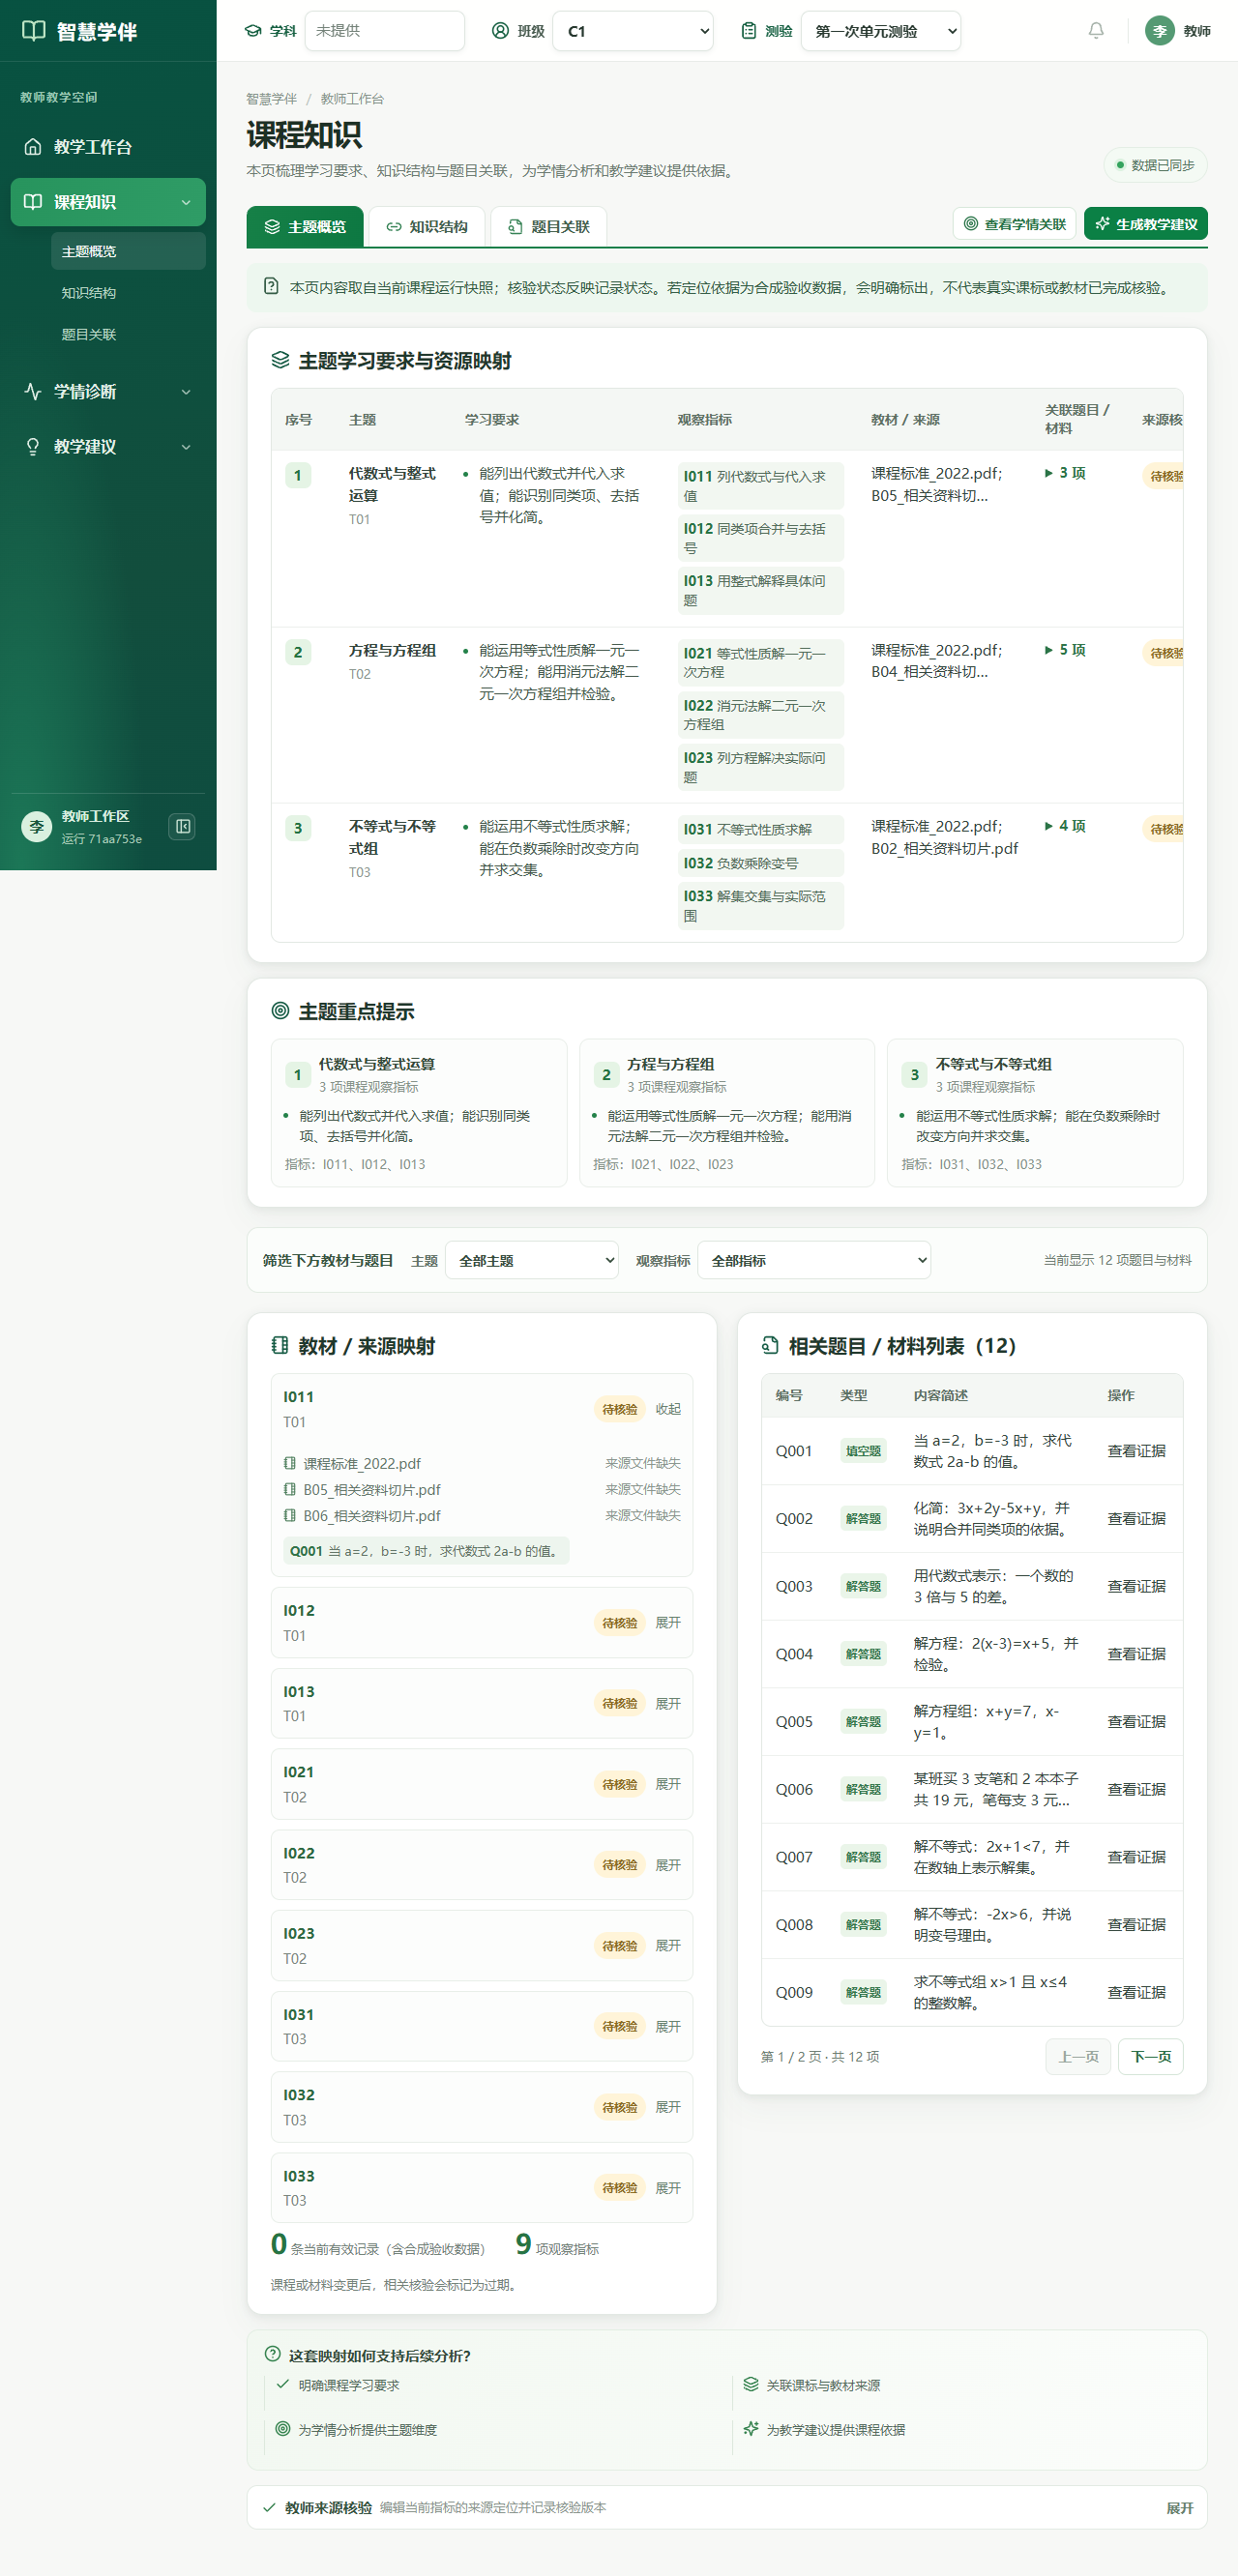 智慧学伴
学科 未提供 班级 C1 测验 第一次单元测验 李 教师
教师教学空间
教学工作台
课程知识
主题概览
知识结构
题目关联
学情诊断
教学建议
李 教师工作区
运行 71aa753e
智慧学伴 / 教师工作台
课程知识
本页梳理学习要求、知识结构与题目关联，为学情分析和教学建议提供依据。
数据已同步
主题概览 知识结构 题目关联 查看学情关联 生成教学建议
本页内容取自当前课程运行快照；核验状态反映记录状态。若定位依据为合成验收数据，会明确标出，不代表真实课标或教材已完成核验。
主题学习要求与资源映射
序号 主题 学习要求 观察指标 教材 / 来源 关联题目 /
材料 来源核
1 代数式与整式
运算
T01
能列出代数式并代入求
值；能识别同类项、去括
号并化简。
I011 列代数式与代入求
值
I012 同类项合并与去括
号
I013 用整式解释具体问
题
课程标准_2022.pdf；
B05_相关资料切...
3 项
待核验
2 方程与方程组
T02
能运用等式性质解一元一
次方程；能用消元法解二
元一次方程组并检验。
I021 等式性质解一元一
次方程
I022 消元法解二元一次
方程组
I023 列方程解决实际问
题
课程标准_2022.pdf；
B04_相关资料切...
5 项
待核验
3 不等式与不等
式组
T03
能运用不等式性质求解；
能在负数乘除时改变方向
并求交集。
I031 不等式性质求解
I032 负数乘除变号
I033 解集交集与实际范
围
课程标准_2022.pdf；
B02_相关资料切片.pdf
4 项
待核验
主题重点提示
1 代数式与整式运算
3 项课程观察指标
能列出代数式并代入求值；能识别同类
项、去括号并化简。
指标：I011、I012、I013
2 方程与方程组
3 项课程观察指标
能运用等式性质解一元一次方程；能用消
元法解二元一次方程组并检验。
指标：I021、I022、I023
3 不等式与不等式组
3 项课程观察指标
能运用不等式性质求解；能在负数乘除时
改变方向并求交集。
指标：I031、I032、I033
筛选下方教材与题目 主题 全部主题 观察指标 全部指标 当前显示 12 项题目与材料
教材 / 来源映射
I011
T01
待核验 收起
课程标准_2022.pdf 来源文件缺失
B05_相关资料切片.pdf 来源文件缺失
B06_相关资料切片.pdf 来源文件缺失
Q001 当 a=2，b=-3 时，求代数式 2a-b 的值。
I012
T01
待核验 展开
I013
T01
待核验 展开
I021
T02
待核验 展开
I022
T02
待核验 展开
I023
T02
待核验 展开
I031
T03
待核验 展开
I032
T03
待核验 展开
I033
T03
待核验 展开
0 条当前有效记录（含合成验收数据） 9 项观察指标
课程或材料变更后，相关核验会标记为过期。
相关题目 / 材料列表（12）
编号 类型 内容简述 操作
Q001 填空题 当 a=2，b=-3 时，求代
数式 2a-b 的值。 查看证据
Q002 解答题 化简：3x+2y-5x+y，并
说明合并同类项的依据。 查看证据
Q003 解答题 用代数式表示：一个数的
3 倍与 5 的差。 查看证据
Q004 解答题 解方程：2(x-3)=x+5，并
检验。 查看证据
Q005 解答题 解方程组：x+y=7，x-
y=1。 查看证据
Q006 解答题 某班买 3 支笔和 2 本本子
共 19 元，笔每支 3 元... 查看证据
Q007 解答题 解不等式：2x+1<7，并
在数轴上表示解集。 查看证据
Q008 解答题 解不等式：-2x>6，并说
明变号理由。 查看证据
Q009 解答题 求不等式组 x>1 且 x≤4
的整数解。 查看证据
第 1 / 2 页 · 共 12 项 上一页 下一页
这套映射如何支持后续分析？
明确课程学习要求 关联课标与教材来源
为学情分析提供主题维度 为教学建议提供课程依据
教师来源核验 编辑当前指标的来源定位并记录核验版本 展开